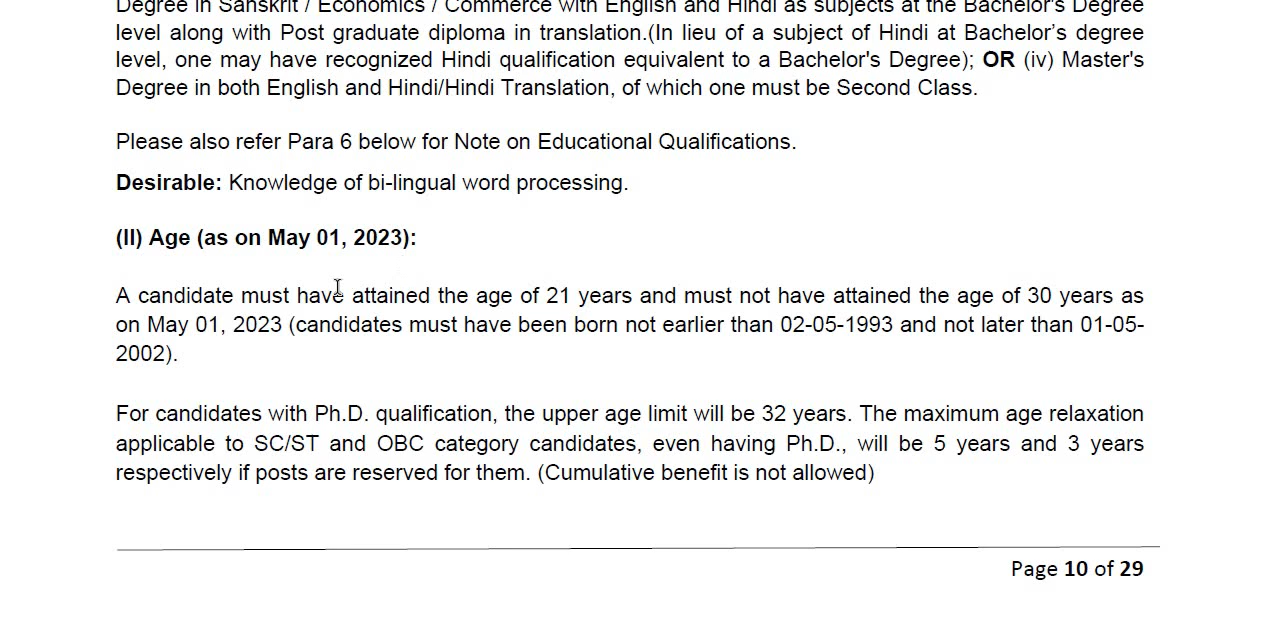 Degree in Sanskrit / Economics / Commerce with English and Hindi as subjects at the Bachelor's Degree
level along with Post graduate diploma in translation.(In lieu of a subject of Hindi at Bachelor’s degree
level, one may have recognized Hindi qualification equivalent to a Bachelor's Degree); OR (iv) Master's
Degree in both English and Hindi/Hindi Translation, of which one must be Second Class.
Please also refer Para 6 below for Note on Educational Qualifications.
Desirable: Knowledge of bi-lingual word processing.
(II) Age (as on May 01, 2023):
A candidate must have attained the age of 21 years and must not have attained the age of 30 years as
on May 01, 2023 (candidates must have been born not earlier than 02-05-1993 and not later than 01-05-
2002).
For candidates with Ph.D. qualification, the upper age limit will be 32 years. The maximum age relaxation
applicable to SC/ST and OBC category candidates, even having Ph.D., will be 5 years and 3 years
respectively if posts are reserved for them. (Cumulative benefit is not allowed)
Page 10 of 29